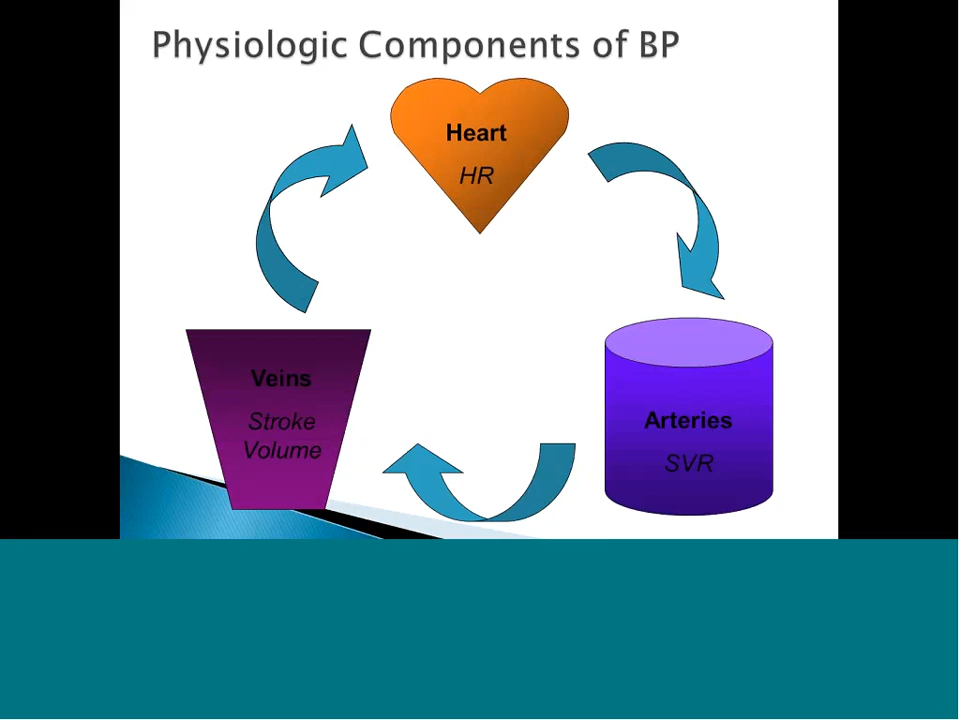 Physiologic Components of BP
Heart
HR
Veins
Stroke
Volume
Arteries
SVR